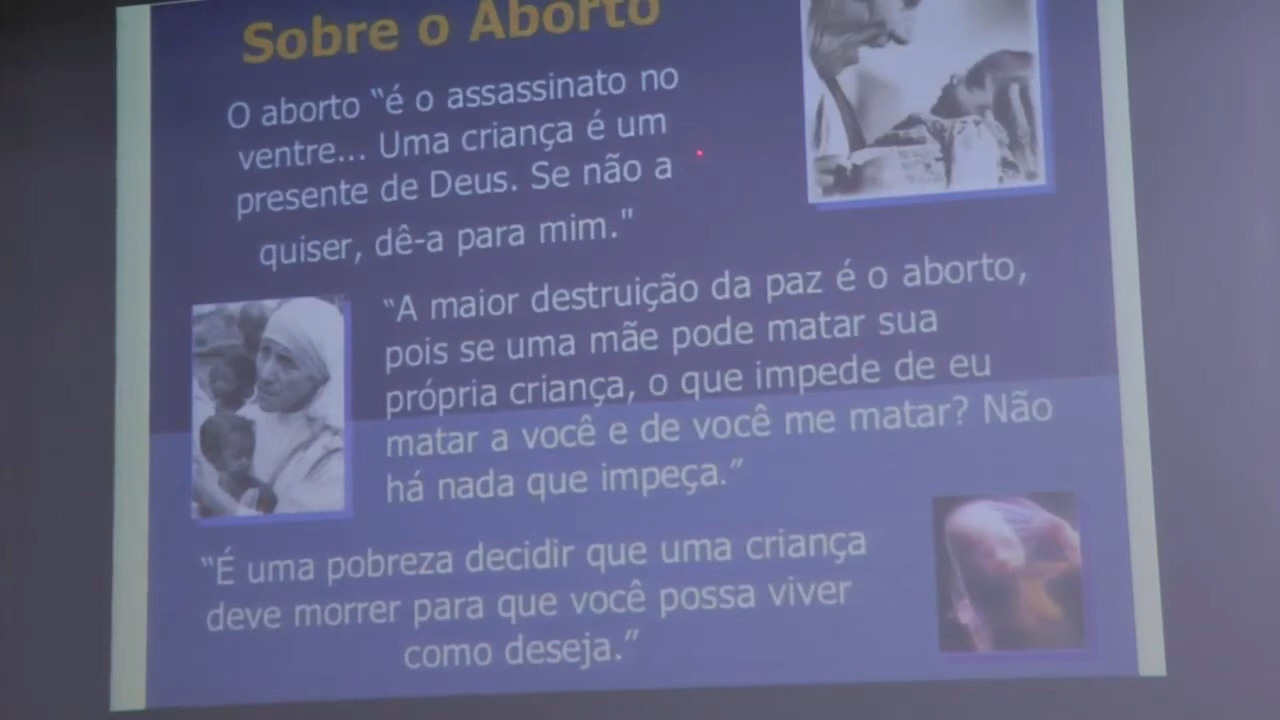 Sobre o Aborto
O aborto “é o assassinato no
ventre... Uma criança é um
presente de Deus. Se não a
quiser, dê-a para mim."
“A maior destruição da paz é o aborto,
pois se uma mãe pode matar sua
própria criança, o que impede de eu
matar a você e de você me matar? Não
há nada que impeça.”
“É uma pobreza decidir que uma criança
deve morrer para que você possa viver
como deseja.”